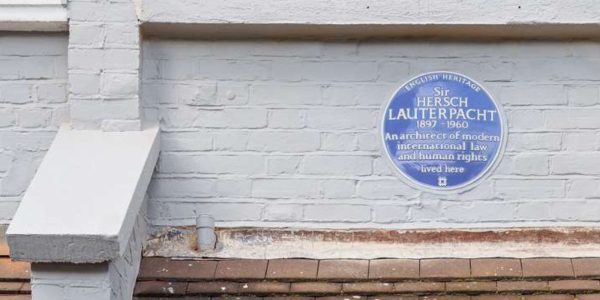 ENGLISH HERITAGE
Sir
HERSCH
LAUTERPACHT
1897-1960
An architect of modern
international law
and human rights
lived here